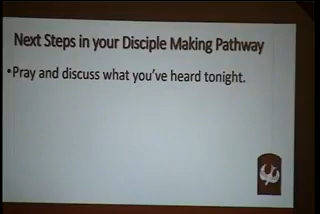 Next Steps in your Disciple Making Pathway
•Pray and discuss what you've heard tonight.